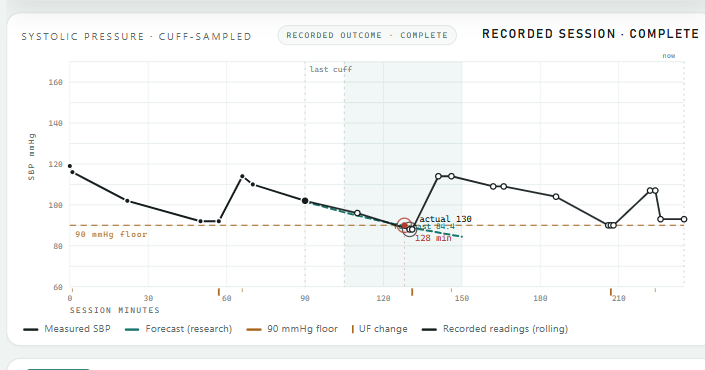 SYSTOLIC PRESSURE · CUFF-SAMPLED
RECORDED OUTCOME · COMPLETE
RECORDED SESSION · COMPLETE
now
last cuff
160
140
120
100
80
60
SBP mmHg
90 mmHg floor
actual 130
84.4
128 min
0
30
60
90
120
150
180
210
SESSION MINUTES
Measured SBP
Forecast (research)
90 mmHg floor
UF change
Recorded readings (rolling)